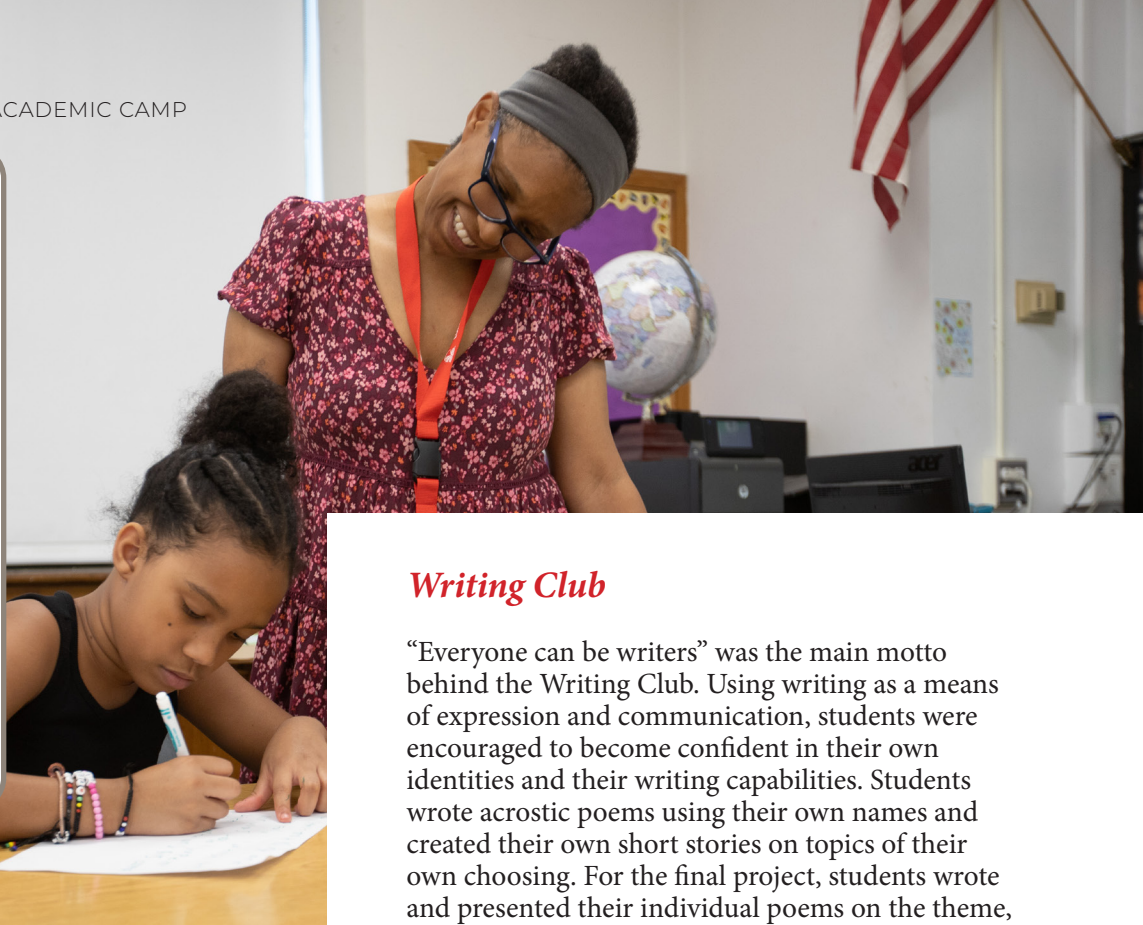 ACADEMIC CAMP
acer
Writing Club
“Everyone can be writers” was the main motto
behind the Writing Club. Using writing as a means
of expression and communication, students were
encouraged to become confident in their own
identities and their writing capabilities. Students
wrote acrostic poems using their own names and
created their own short stories on topics of their
own choosing. For the final project, students wrote
and presented their individual poems on the theme,